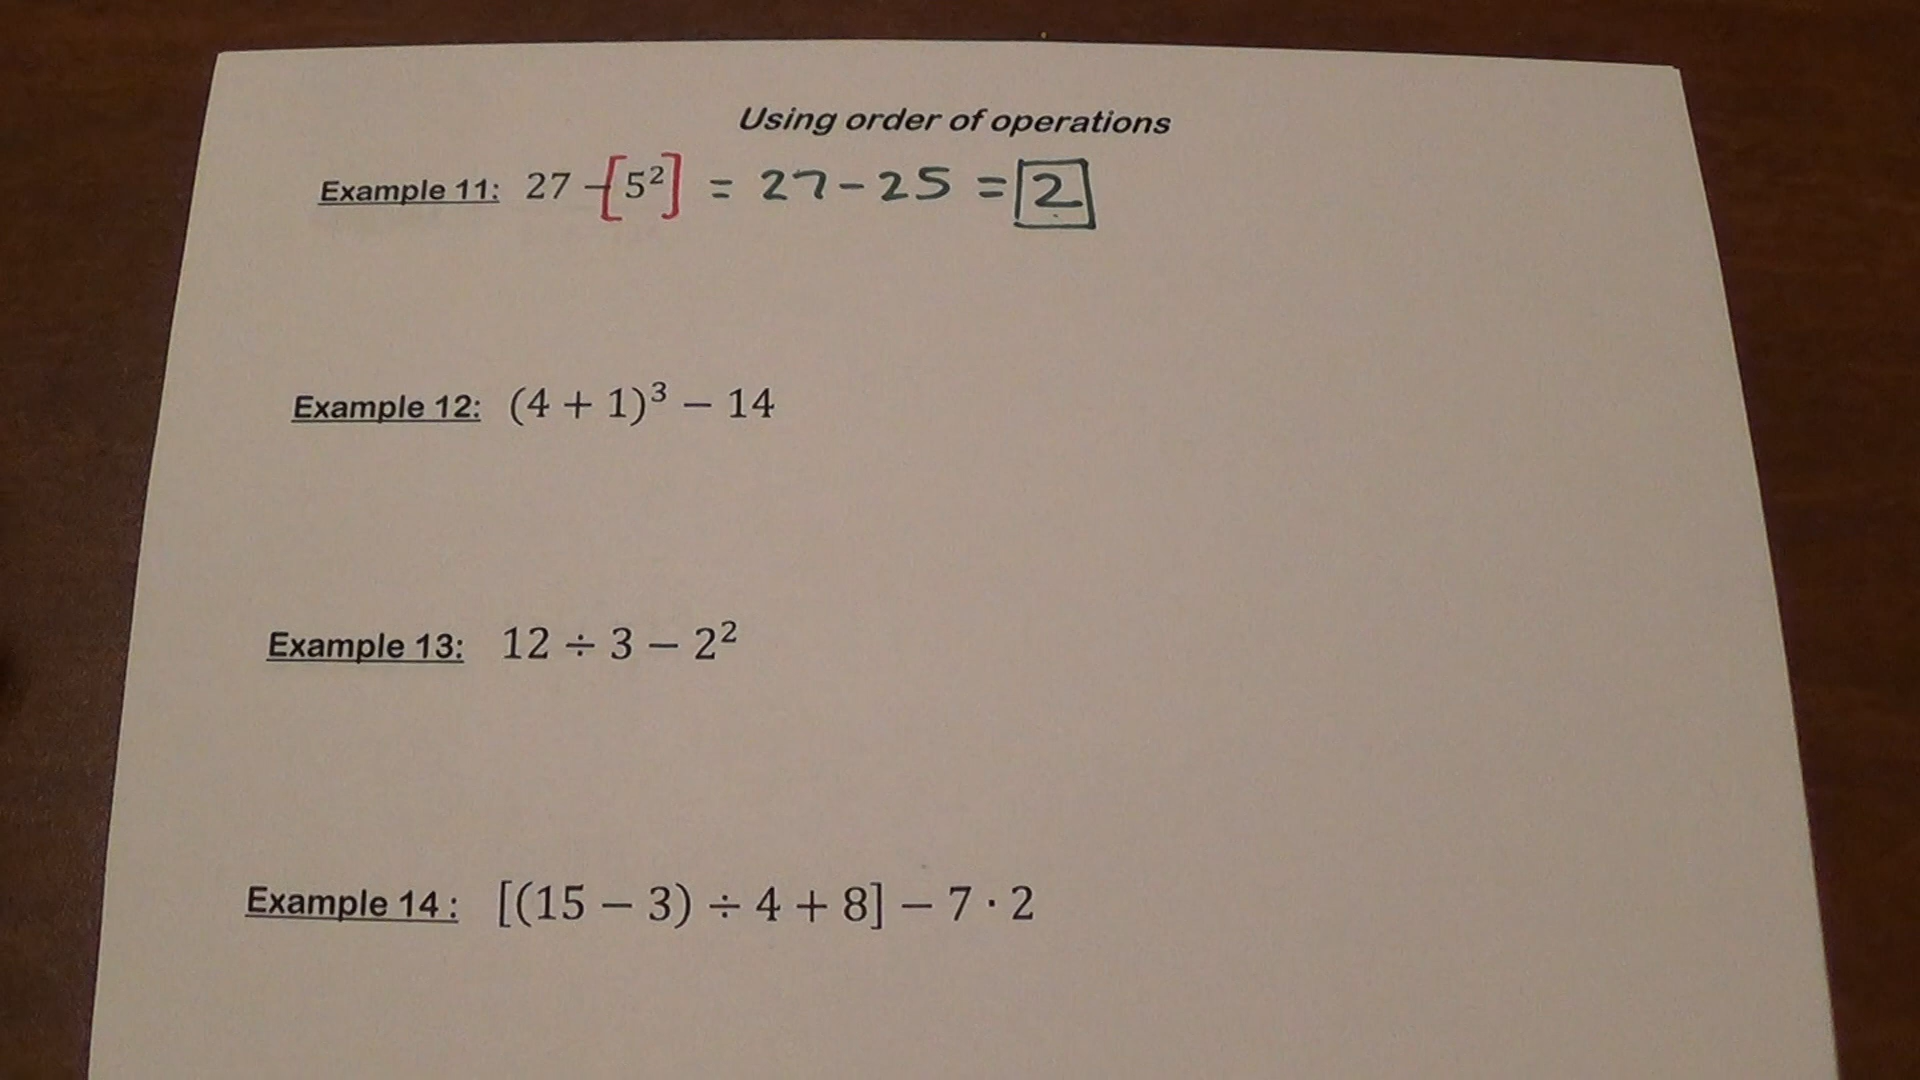 Using order of operations
Example 11: 27 - [5²] = 27 - 25 = 2
Example 12: (4 + 1)³ − 14
Example 13: 12 ÷ 3 − 2²
Example 14 : [(15 − 3) ÷ 4 + 8] − 7 · 2